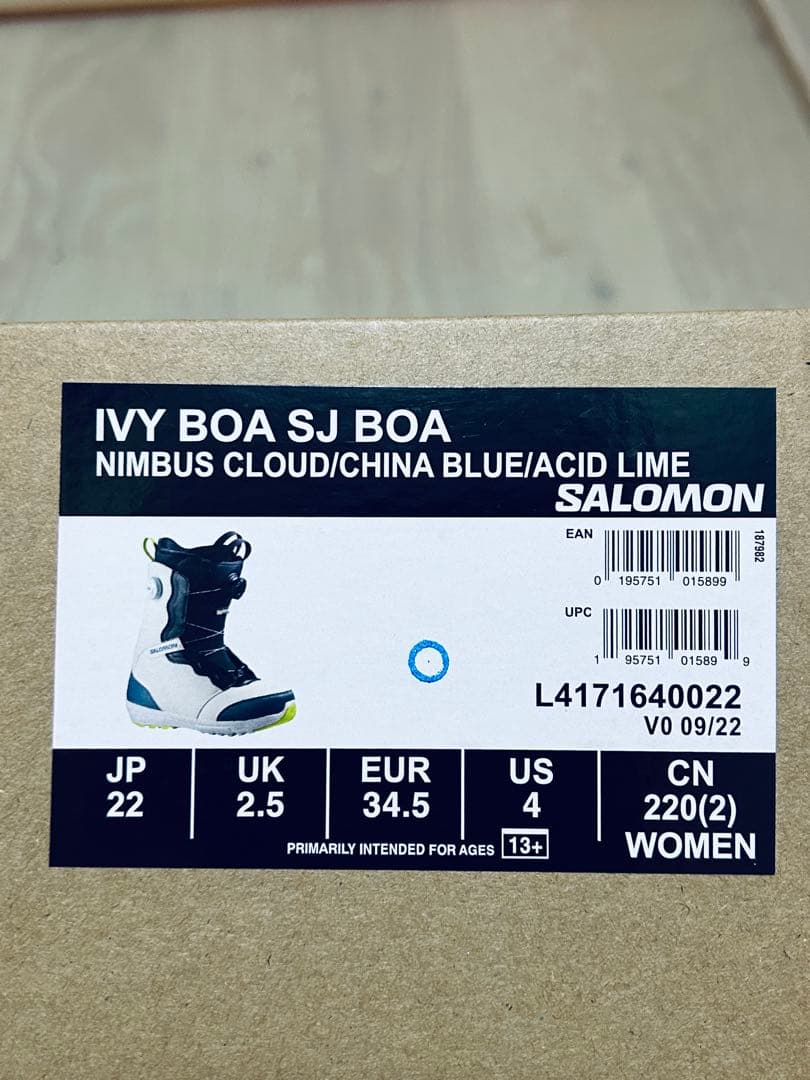 IVY BOA SJ BOA
NIMBUS CLOUD/CHINA BLUE/ACID LIME
SALOMON
EAN
0 195751 015899
187982
SALOMON
UPC
1 95751 01589 9
L4171640022
V0 09/22
JP
22
UK
2.5
EUR
34.5
US
4
CN
220(2)
WOMEN
PRIMARILY INTENDED FOR AGES 13+